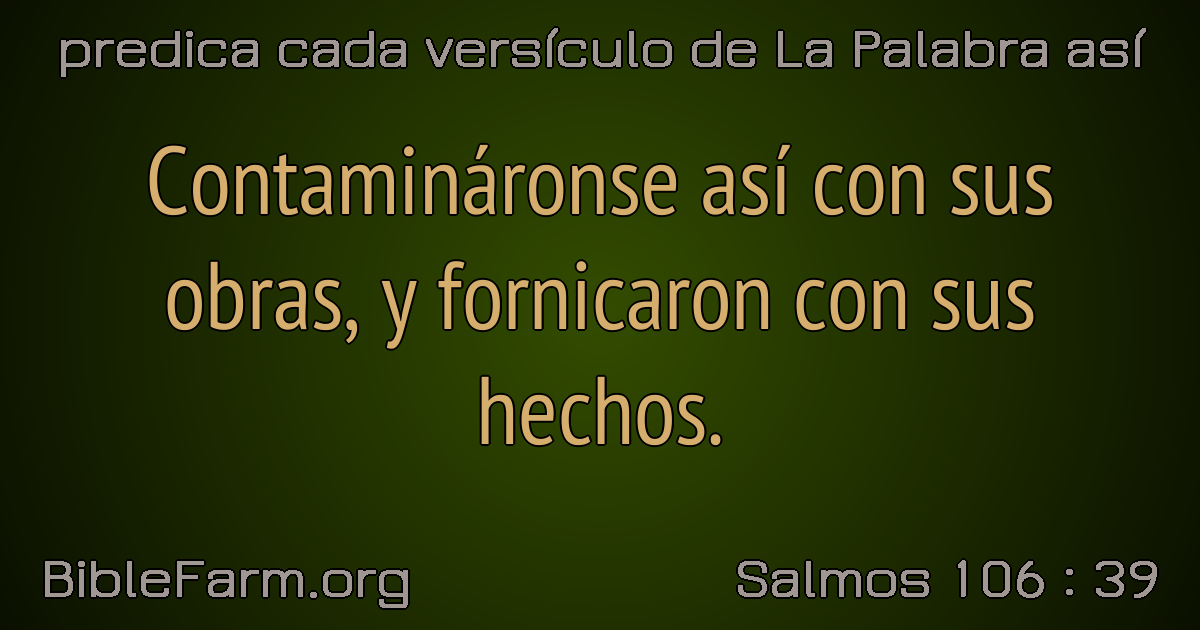 predica cada versículo de La Palabra así
Contamináronse así con sus
obras, y fornicaron con sus
hechos.
BibleFarm.org
Salmos 106 : 39